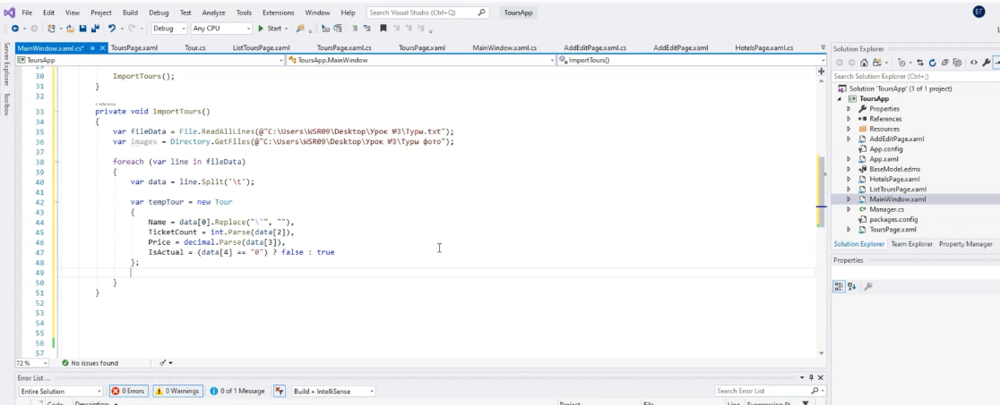 File Edit View Project Build Debug Test Analyze Tools Extensions Window Help Search Visual Studio (Ctrl+Q) ToursApp ЕГ
Debug Any CPU Start
MainWindow.xaml.cs* ToursPage.xaml Tour.cs ListToursPage.xaml ToursPage.xaml.cs ToursPage.xaml MainWindow.xaml.cs AddEditPage.xaml.cs AddEditPage.xaml HotelsPage.xaml.cs
ToursApp ToursApp.MainWindow ImportTours()
Server Explorer
Toolbox
29
30 ImportTours();
31 }
32
1 reference
33 private void ImportTours()
34 {
35 var fileData = File.ReadAllLines(@"C:\Users\WSR09\Desktop\Урок №3\Туры.txt");
36 var images = Directory.GetFiles(@"C:\Users\WSR09\Desktop\Урок №3\Туры фото");
37
38 foreach (var line in fileData)
39 {
40 var data = line.Split('\t');
41
42 var tempTour = new Tour
43 {
44 Name = data[0].Replace("\"", ""),
45 TicketCount = int.Parse(data[2]),
46 Price = decimal.Parse(data[3]),
47 IsActual = (data[4] == "0") ? false : true
48 };
49
50 }
51 }
52
53
54
55
56
57
72 % No issues found
Error List ...
Entire Solution 0 Errors 0 Warnings 0 of 1 Message Build + IntelliSense Search Error List
Code Description Project File Line Suppression St...
Solution Explorer
Search Solution Explorer (Ctrl+;)
Solution 'ToursApp' (1 of 1 project)
ToursApp
Properties
References
Resources
AddEditPage.xaml
App.config
App.xaml
BaseModel.edmx
HotelsPage.xaml
ListToursPage.xaml
MainWindow.xaml
Manager.cs
packages.config
ToursPage.xaml
Solution Explorer Team Explorer Property Manager
Properties